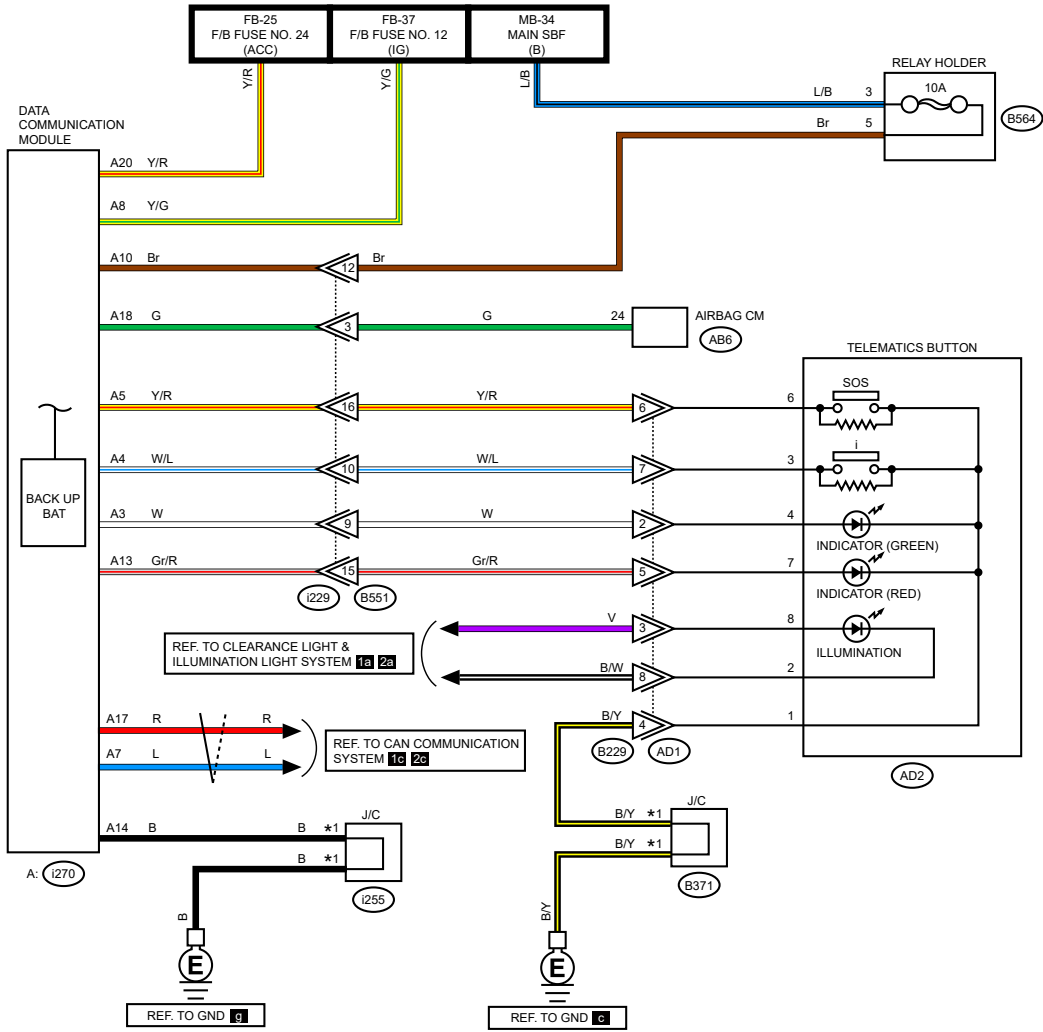 FB-25
F/B FUSE NO. 24
(ACC)
FB-37
F/B FUSE NO. 12
(IG)
MB-34
MAIN SBF
(B)
Y/R
Y/G
L/B
RELAY HOLDER
L/B 3
10A
Br 5
B564
DATA
COMMUNICATION
MODULE
A20 Y/R
A8 Y/G
A10 Br 12 Br
A18 G 3 G 24
AIRBAG CM
AB6
TELEMATICS BUTTON
SOS
A5 Y/R 16 Y/R 6 6
i
A4 W/L 10 W/L 7 3
A3 W 9 W 2 4
INDICATOR (GREEN)
A13 Gr/R 15 Gr/R 5 7
INDICATOR (RED)
BACK UP
BAT
i229 B551
V 3 8
ILLUMINATION
REF. TO CLEARANCE LIGHT &
ILLUMINATION LIGHT SYSTEM 1a 2a
B/W 8 2
B/Y 4 1
B229 AD1
AD2
A17 R R
A7 L L
REF. TO CAN COMMUNICATION
SYSTEM 1c 2c
A14 B B *1
J/C
B *1
i255
A: i270
B
E
REF. TO GND g
J/C
B/Y *1
B/Y *1
B371
B/Y
E
REF. TO GND c